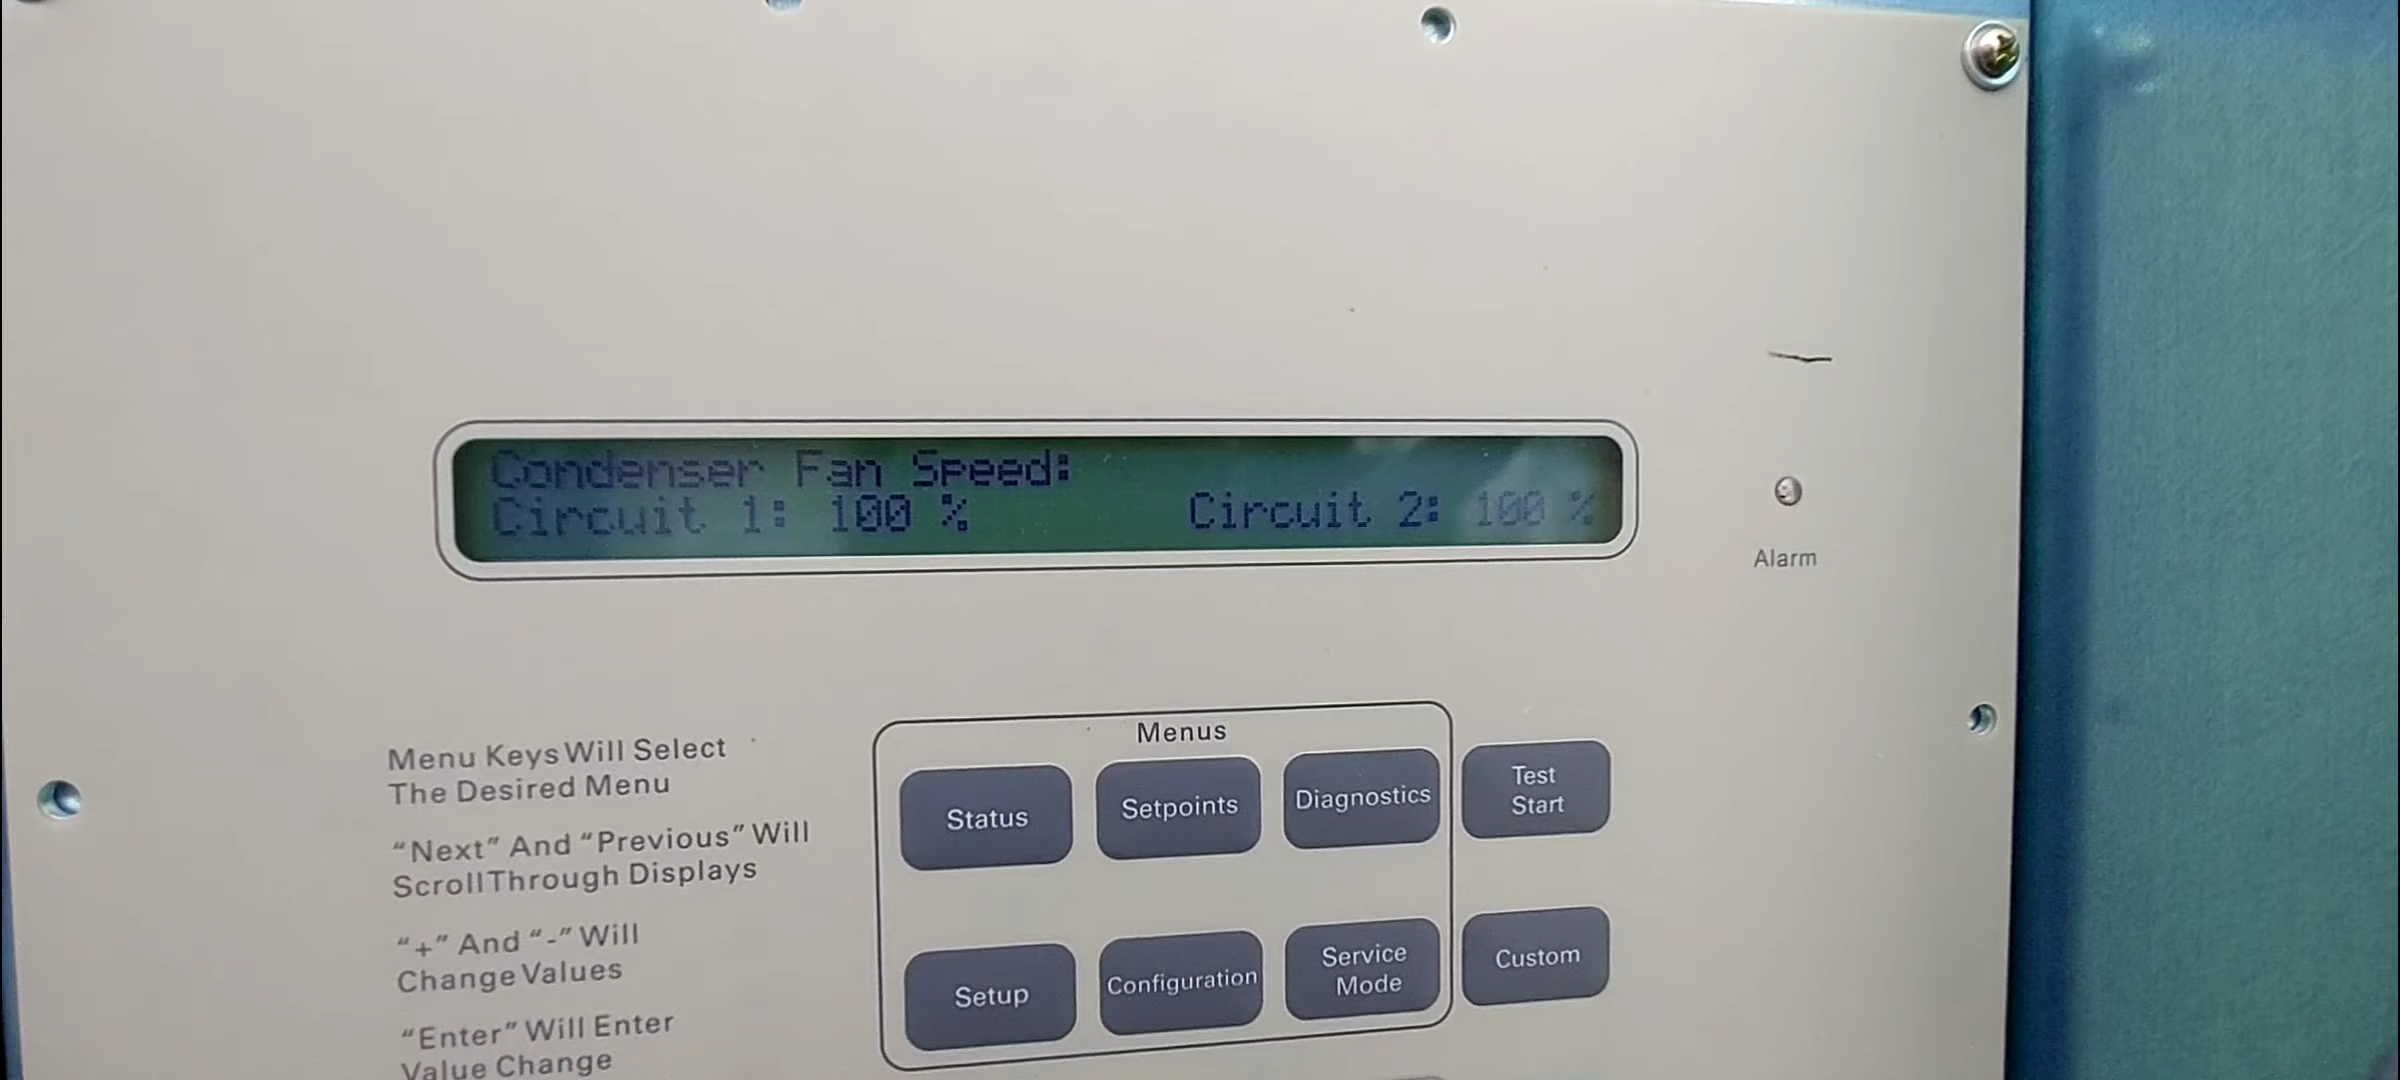 Condenser Fan Speed:
Circuit 1: 100 % Circuit 2: 100 %
Alarm
Menus
Menu Keys Will Select
The Desired Menu
"Next" And "Previous" Will
Scroll Through Displays
"+" And "-" Will
Change Values
"Enter" Will Enter
Value Change
Status
Setpoints
Diagnostics
Test
Start
Setup
Configuration
Service
Mode
Custom